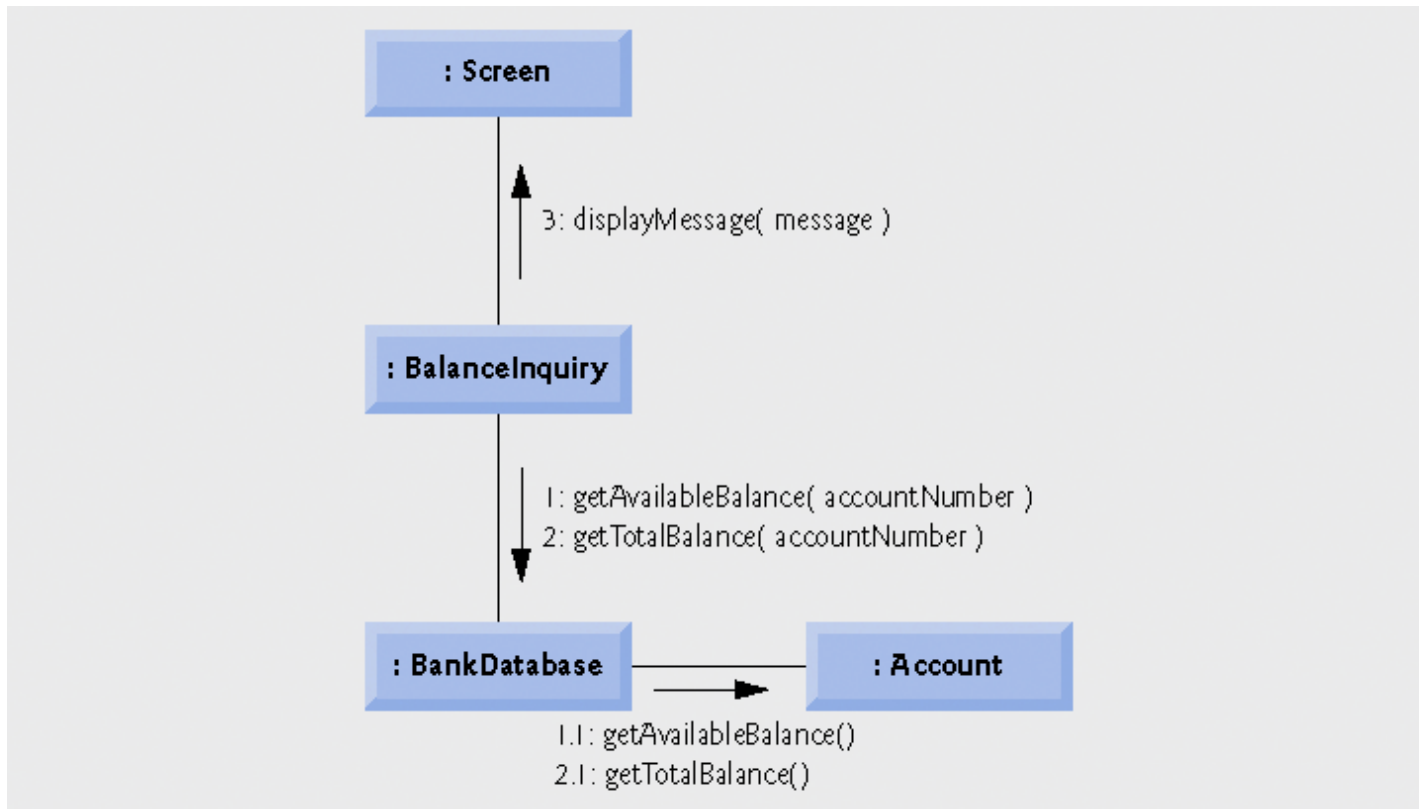 : Screen
3: displayMessage( message )
: BalanceInquiry
1: getAvailableBalance( accountNumber )
2: getTotalBalance( accountNumber )
: BankDatabase
: Account
1.1: getAvailableBalance()
2.1: getTotalBalance()